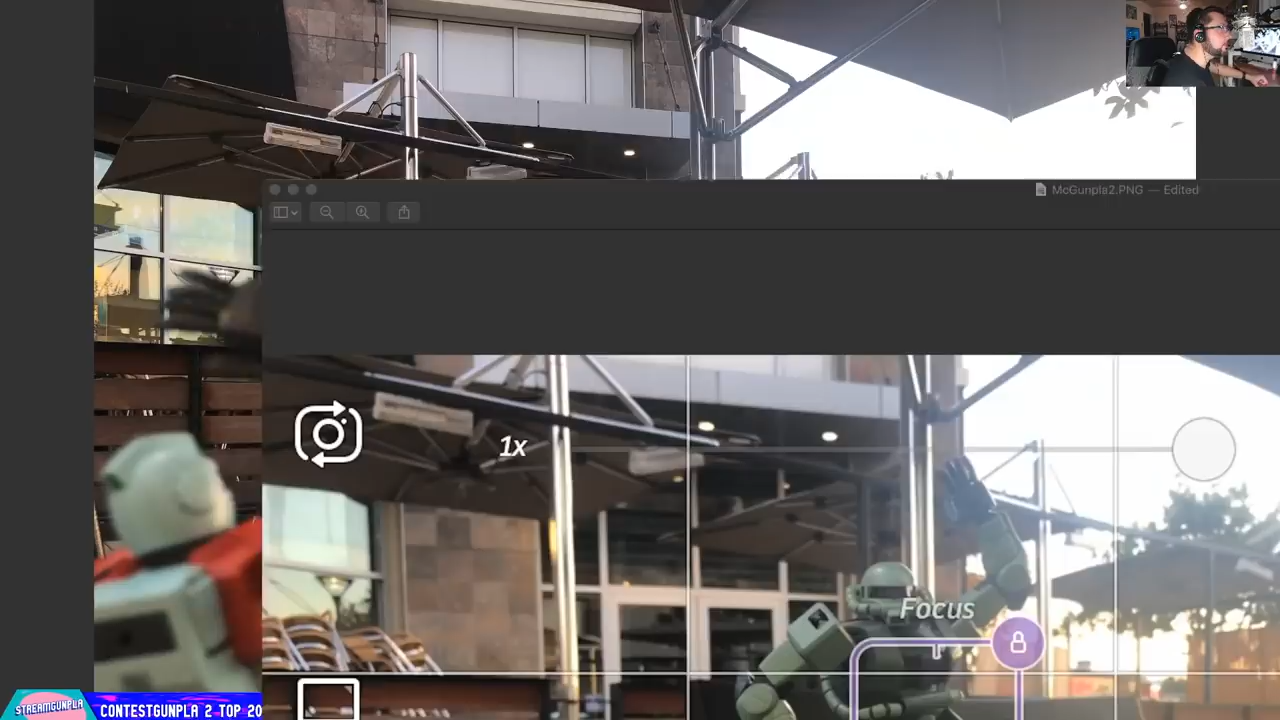 McGunpla2.PNG — Edited
1x
Focus
STREAMGUNPLA
CONTESTGUNPLA 2 TOP 20